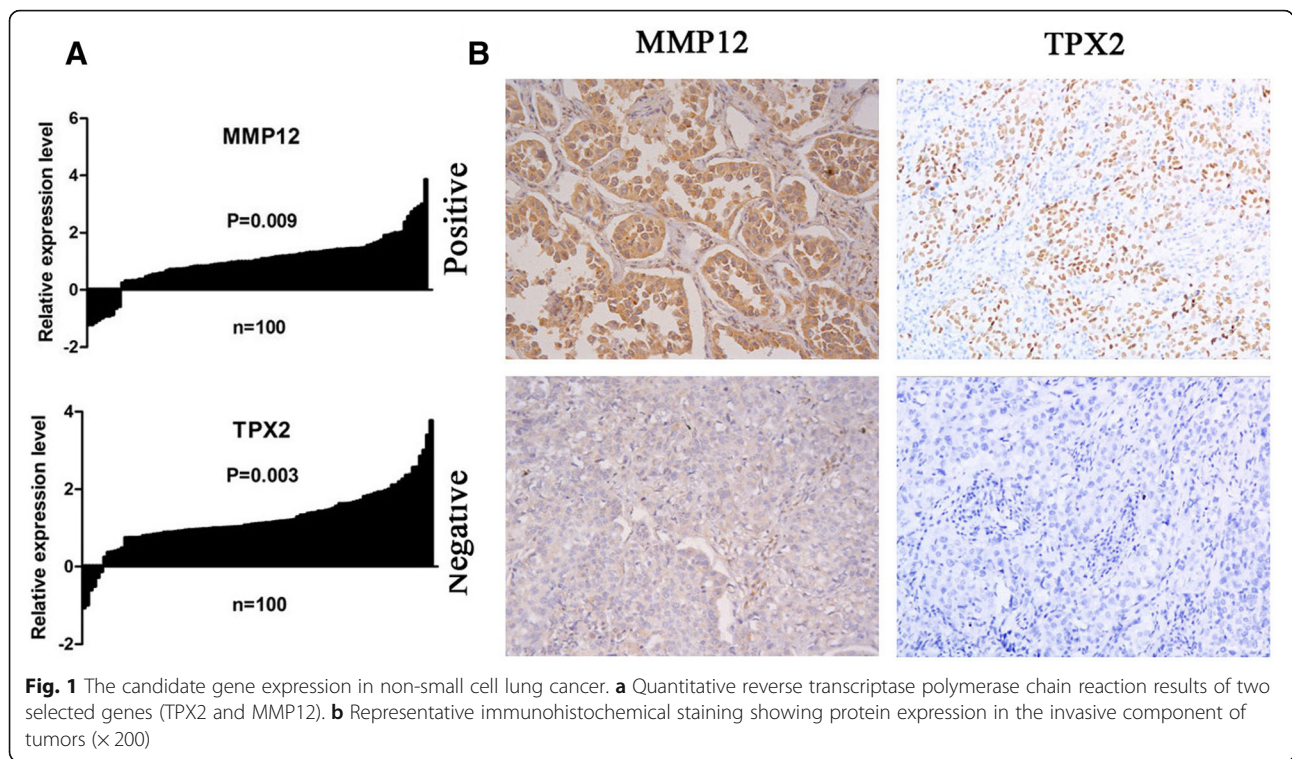 A
B
MMP12
TPX2
6
4
2
0
-2
Relative expression level
MMP12
P=0.009
n=100
Positive
4
2
0
-2
Relative expression level
TPX2
P=0.003
n=100
Negative
Fig. 1 The candidate gene expression in non-small cell lung cancer. a Quantitative reverse transcriptase polymerase chain reaction results of two
selected genes (TPX2 and MMP12). b Representative immunohistochemical staining showing protein expression in the invasive component of
tumors (× 200)